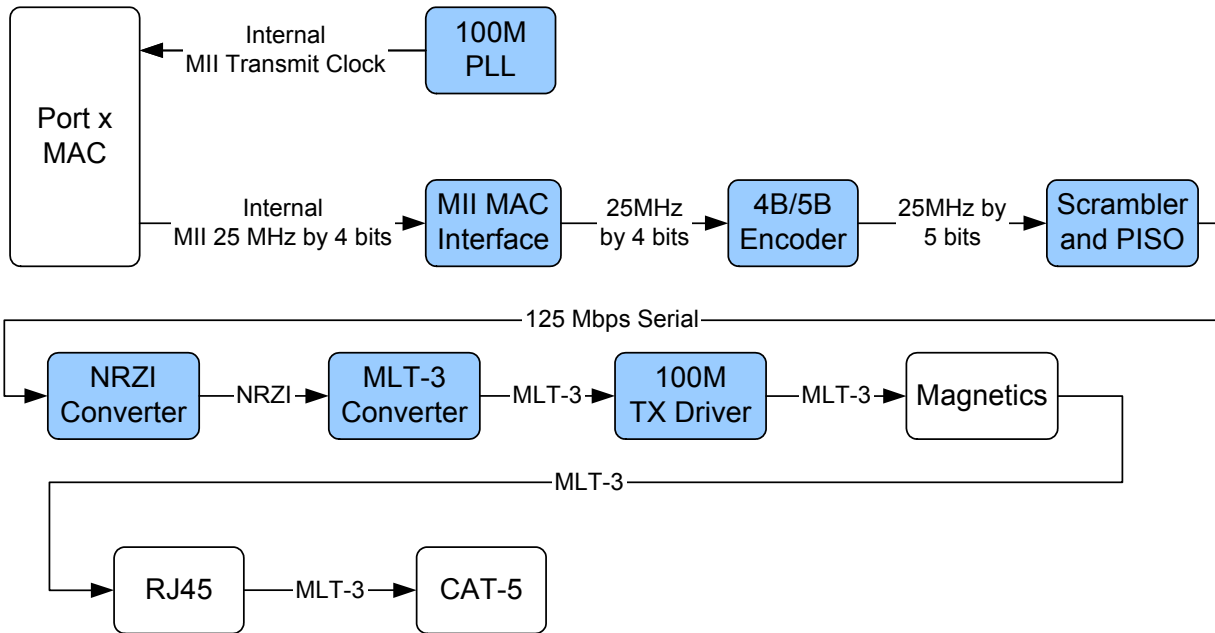 Internal
MII Transmit Clock
100M
PLL
Port x
MAC
Internal
MII 25 MHz by 4 bits
MII MAC
Interface
25MHz
by 4 bits
4B/5B
Encoder
25MHz by
5 bits
Scrambler
and PISO
125 Mbps Serial
NRZI
Converter
NRZI
MLT-3
Converter
MLT-3
100M
TX Driver
MLT-3
Magnetics
MLT-3
RJ45
MLT-3
CAT-5